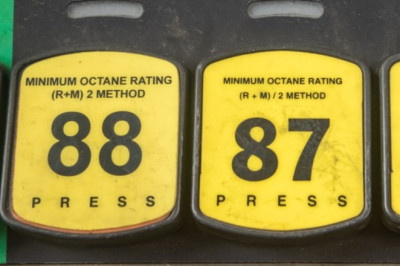 MINIMUM OCTANE RATING
(R+M) 2 METHOD
88
PRESS
MINIMUM OCTANE RATING
(R + M) / 2 METHOD
87
PRESS